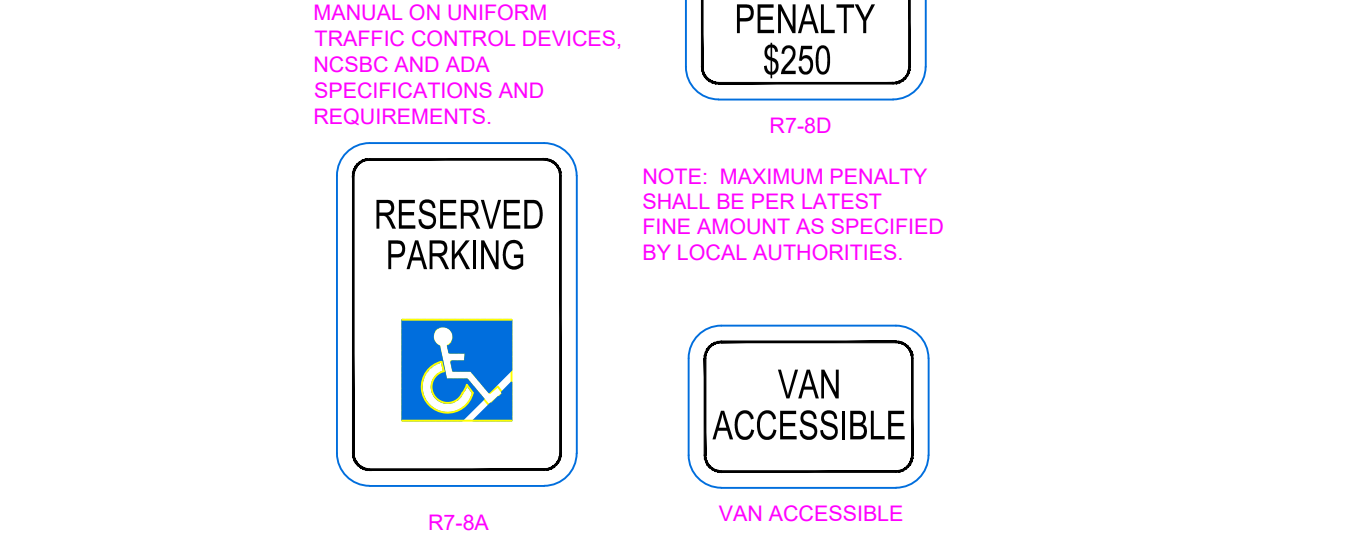 MANUAL ON UNIFORM
TRAFFIC CONTROL DEVICES,
NCSBC AND ADA
SPECIFICATIONS AND
REQUIREMENTS.
PENALTY
$250
R7-8D
NOTE: MAXIMUM PENALTY
SHALL BE PER LATEST
FINE AMOUNT AS SPECIFIED
BY LOCAL AUTHORITIES.
RESERVED
PARKING
R7-8A
VAN
ACCESSIBLE
VAN ACCESSIBLE